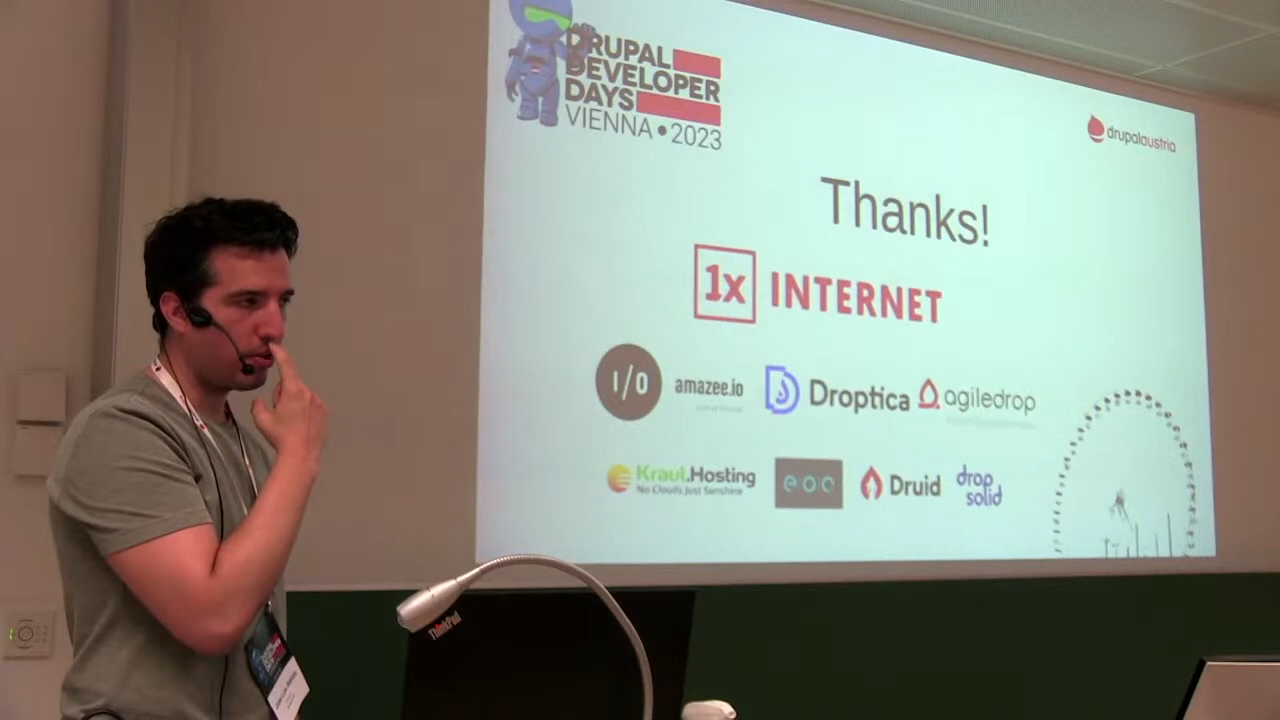 DRUPAL
DEVELOPER
DAYS
VIENNA • 2023
drupalaustria
Thanks!
1x INTERNET
I/O amazee.io
Droptica
agiledrop
Kraut.Hosting
No Clouds Just Sunshine
eoe
Druid
drop
solid
ThinkPad